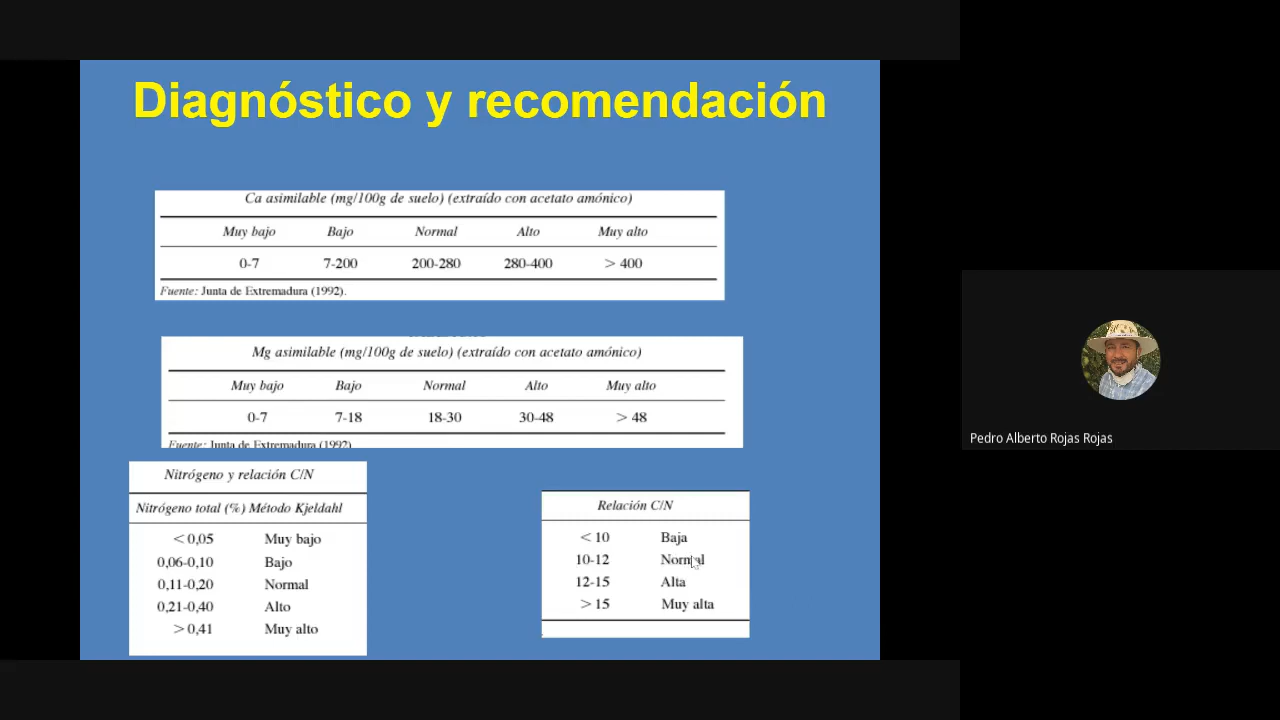 Diagnóstico y recomendación
Ca asimilable (mg/100g de suelo) (extraído con acetato amónico)
Muy bajo Bajo Normal Alto Muy alto
0-7 7-200 200-280 280-400 > 400
Fuente: Junta de Extremadura (1992).
Mg asimilable (mg/100g de suelo) (extraído con acetato amónico)
Muy bajo Bajo Normal Alto Muy alto
0-7 7-18 18-30 30-48 > 48
Fuente: Junta de Extremadura (1992)
Nitrógeno y relación C/N
Nitrógeno total (%) Método Kjeldahl
< 0,05 Muy bajo
0,06-0,10 Bajo
0,11-0,20 Normal
0,21-0,40 Alto
> 0,41 Muy alto
Relación C/N
< 10 Baja
10-12 Normal
12-15 Alta
> 15 Muy alta
Pedro Alberto Rojas Rojas